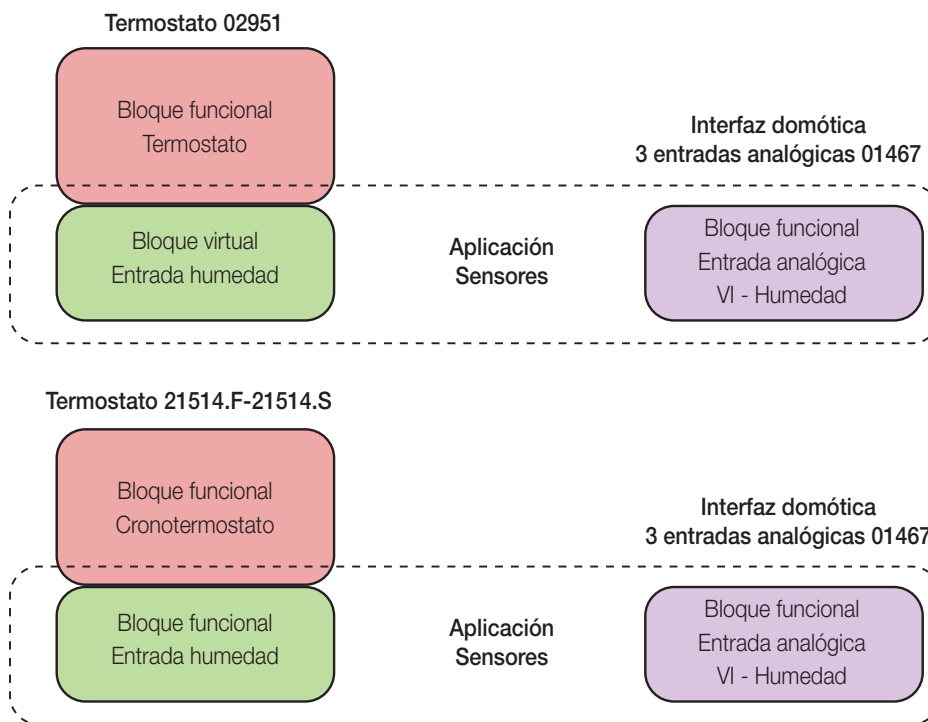 Termostato 02951
Bloque funcional
Termostato
Interfaz domótica
3 entradas analógicas 01467
Bloque virtual
Entrada humedad
Aplicación
Sensores
Bloque funcional
Entrada analógica
VI - Humedad
Termostato 21514.F-21514.S
Bloque funcional
Cronotermostato
Interfaz domótica
3 entradas analógicas 01467
Bloque funcional
Entrada humedad
Aplicación
Sensores
Bloque funcional
Entrada analógica
VI - Humedad